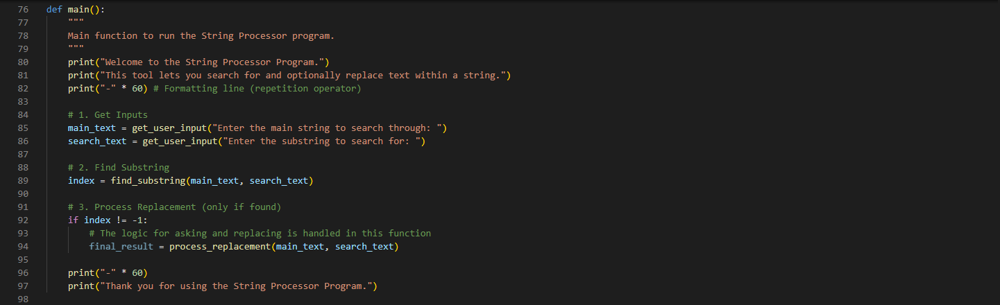 76 def main():
77     """
78     Main function to run the String Processor program.
79     """
80     print("Welcome to the String Processor Program.")
81     print("This tool lets you search for and optionally replace text within a string.")
82     print("-" * 60) # Formatting line (repetition operator)
83
84     # 1. Get Inputs
85     main_text = get_user_input("Enter the main string to search through: ")
86     search_text = get_user_input("Enter the substring to search for: ")
87
88     # 2. Find Substring
89     index = find_substring(main_text, search_text)
90
91     # 3. Process Replacement (only if found)
92     if index != -1:
93         # The logic for asking and replacing is handled in this function
94         final_result = process_replacement(main_text, search_text)
95
96     print("-" * 60)
97     print("Thank you for using the String Processor Program.")
98